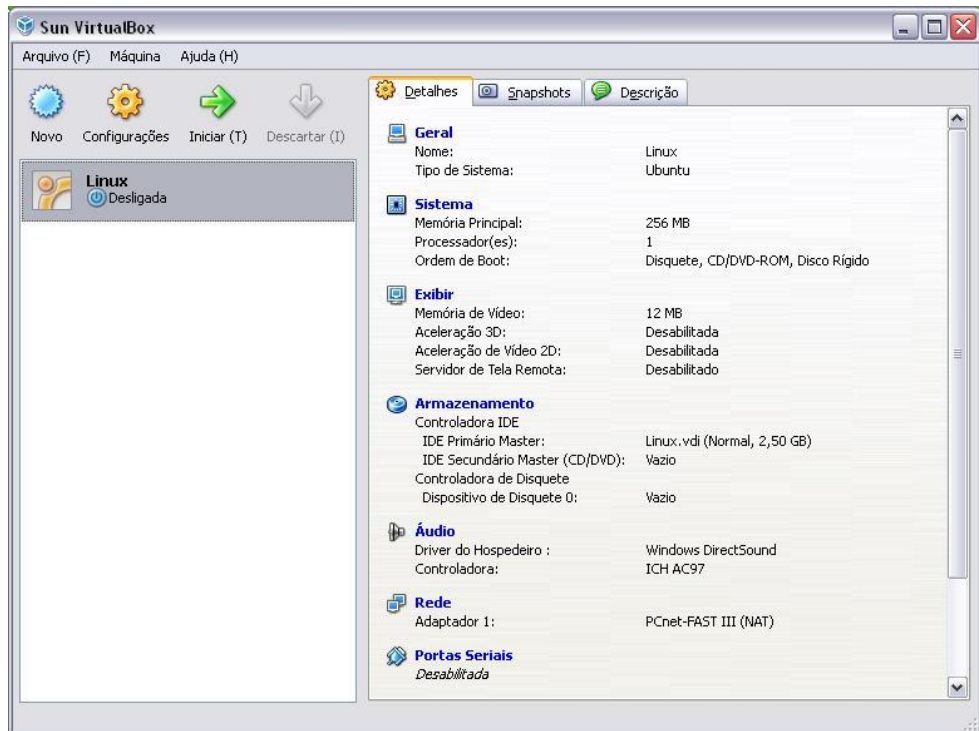 Sun VirtualBox
Arquivo (F) Máquina Ajuda (H)
Novo Configurações Iniciar (T) Descartar (I)
Linux
Desligada
Detalhes Snapshots Descrição
Geral
Nome: Linux
Tipo de Sistema: Ubuntu
Sistema
Memória Principal: 256 MB
Processador(es): 1
Ordem de Boot: Disquete, CD/DVD-ROM, Disco Rígido
Exibir
Memória de Vídeo: 12 MB
Aceleração 3D: Desabilitada
Aceleração de Vídeo 2D: Desabilitada
Servidor de Tela Remota: Desabilitado
Armazenamento
Controladora IDE
IDE Primário Master: Linux.vdi (Normal, 2,50 GB)
IDE Secundário Master (CD/DVD): Vazio
Controladora de Disquete
Dispositivo de Disquete 0: Vazio
Áudio
Driver do Hospedeiro : Windows DirectSound
Controladora: ICH AC97
Rede
Adaptador 1: PCnet-FAST III (NAT)
Portas Seriais
Desabilitada